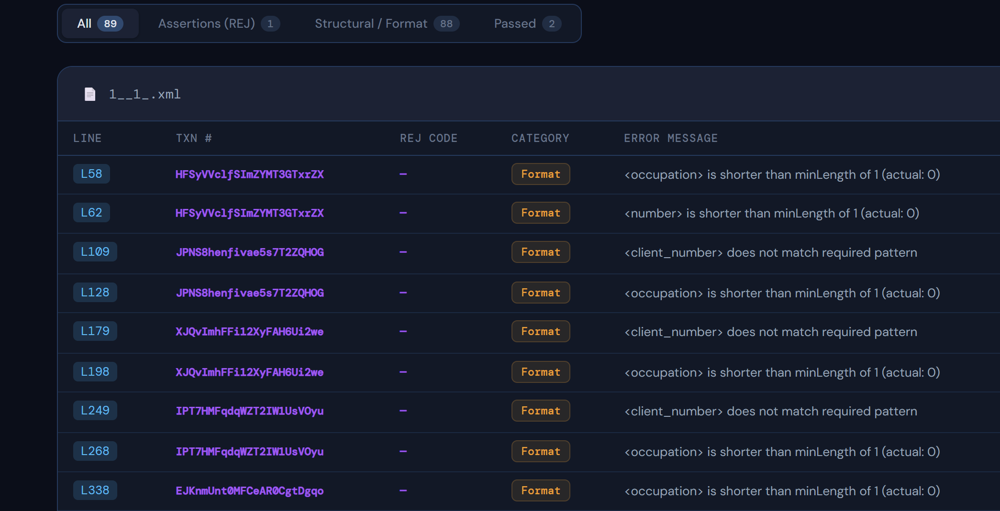 All 89 Assertions (REJ) 1 Structural / Format 88 Passed 2
1__1_.xml
LINE TXN # REJ CODE CATEGORY ERROR MESSAGE
L58 HFSyVVclfSImZYMT3GTxrZX — Format <occupation> is shorter than minLength of 1 (actual: 0)
L62 HFSyVVclfSImZYMT3GTxrZX — Format <number> is shorter than minLength of 1 (actual: 0)
L109 JPNS8henfivae5s7T2ZQHOG — Format <client_number> does not match required pattern
L128 JPNS8henfivae5s7T2ZQHOG — Format <occupation> is shorter than minLength of 1 (actual: 0)
L179 XJQvImhFFi12XyFAH6Ui2we — Format <client_number> does not match required pattern
L198 XJQvImhFFi12XyFAH6Ui2we — Format <occupation> is shorter than minLength of 1 (actual: 0)
L249 IPT7HMFqdqWZT2IW1UsVOyu — Format <client_number> does not match required pattern
L268 IPT7HMFqdqWZT2IW1UsVOyu — Format <occupation> is shorter than minLength of 1 (actual: 0)
L338 EJKnmUnt0MFCeAR0CgtDgqo — Format <occupation> is shorter than minLength of 1 (actual: 0)